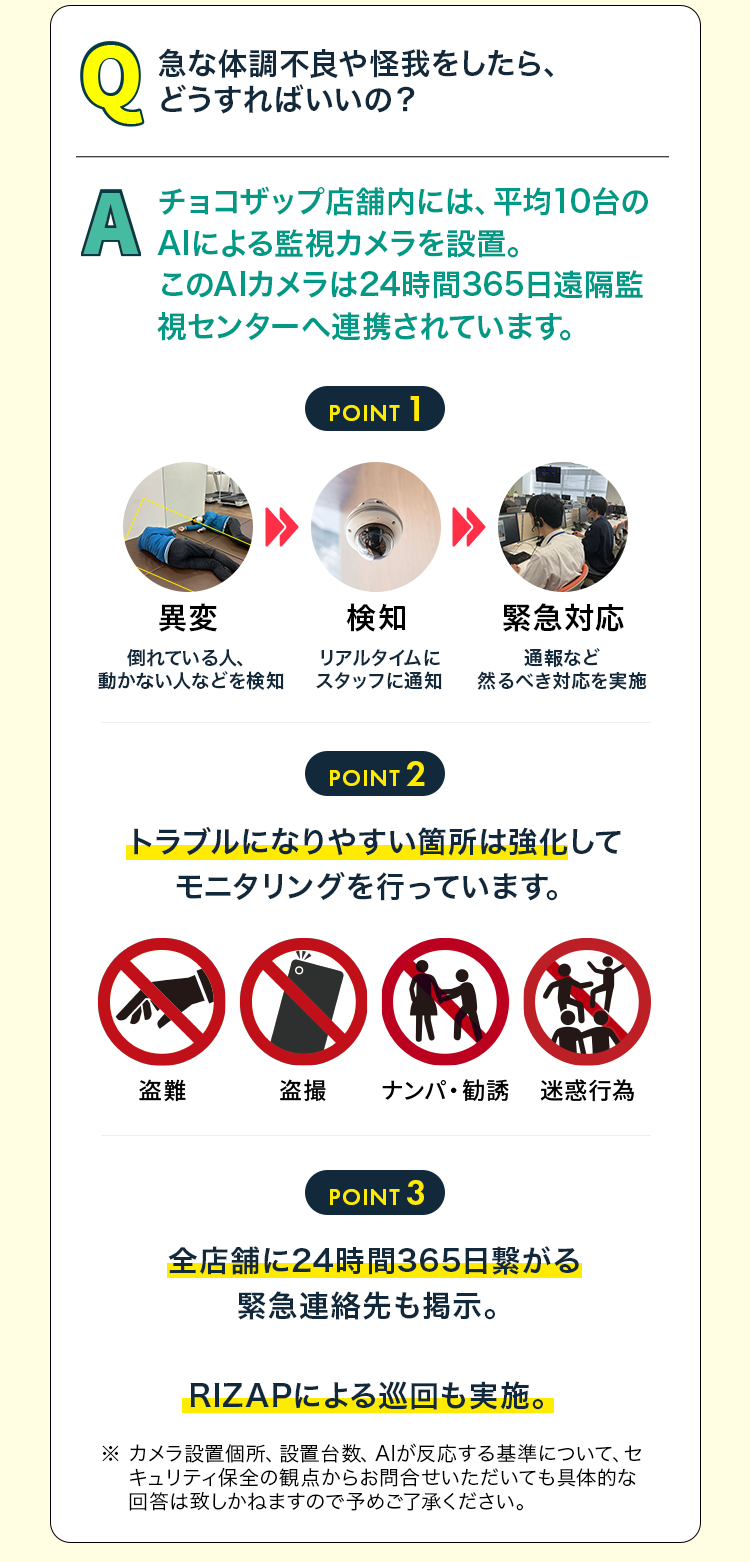 Q
急な体調不良や怪我をしたら、
どうすればいいの？
A
チョコザップ店舗内には、平均10台の
AIによる監視カメラを設置。
このAIカメラは24時間365日遠隔監
視センターへ連携されています。
POINT 1
異変
検知
緊急対応
倒れている人、
動かない人などを検知
リアルタイムに
スタッフに通知
通報など
然るべき対応を実施
POINT 2
トラブルになりやすい箇所は強化して
モニタリングを行っています。
盗難
盗撮
ナンパ・勧誘
迷惑行為
POINT 3
全店舗に24時間365日繋がる
緊急連絡先も掲示。
RIZAPによる巡回も実施。
※ カメラ設置個所、設置台数、AIが反応する基準について、セ
キュリティ保全の観点からお問合せいただいても具体的な
回答は致しかねますので予めご了承ください。